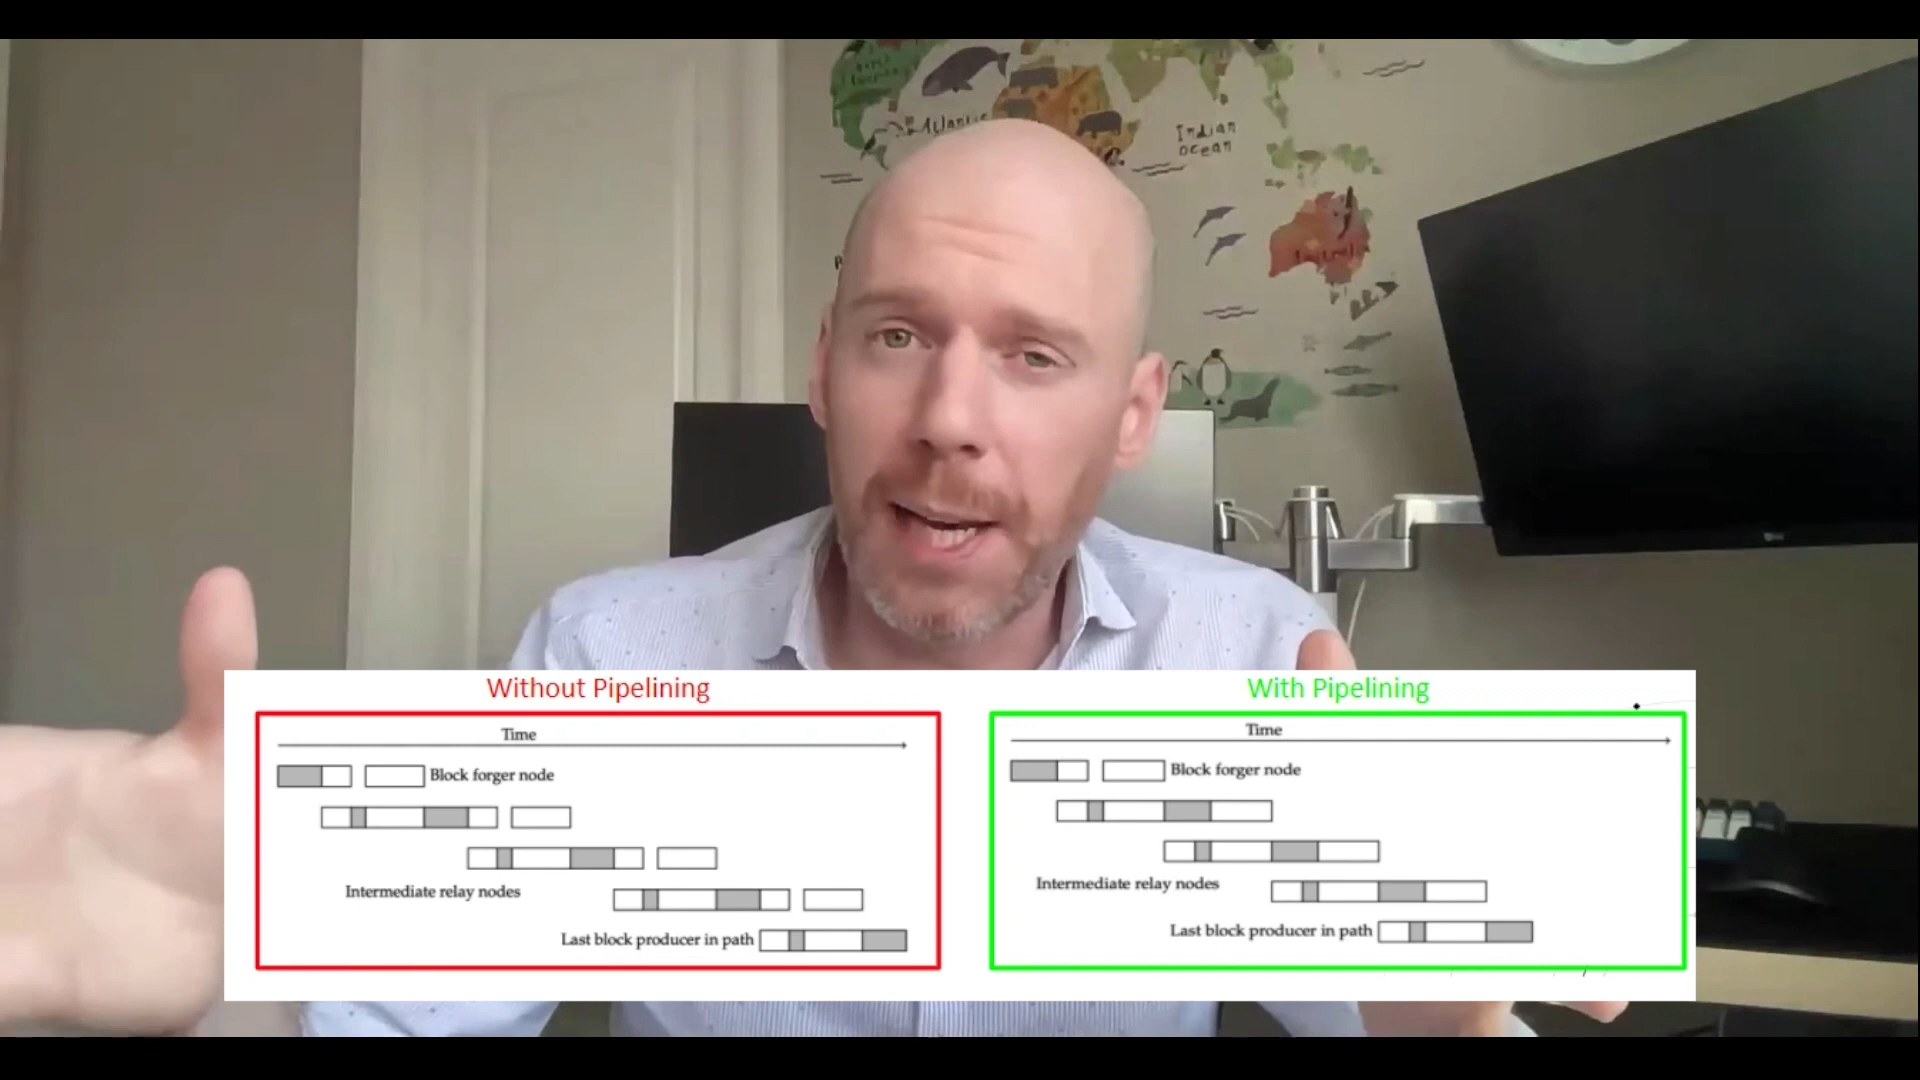 Atlantic
Indian
ocean
Without Pipelining
Time
Block forger node
Intermediate relay nodes
Last block producer in path
With Pipelining
Time
Block forger node
Intermediate relay nodes
Last block producer in path